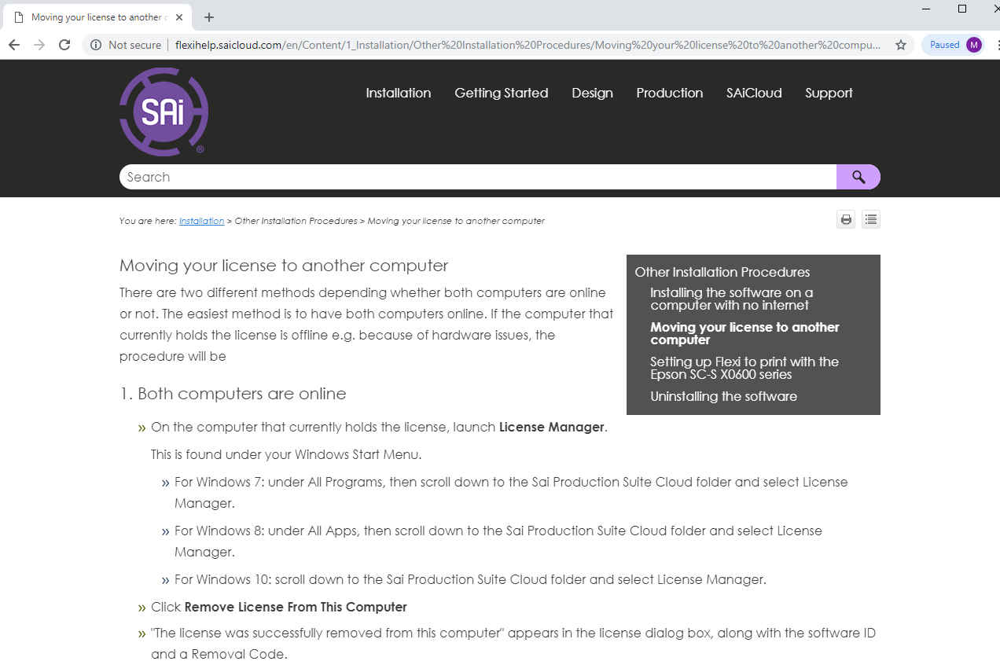 Moving your license to another c
Not secure
flexihelp.saicloud.com/en/Content/1_Installation/Other%20Installation%20Procedures/Moving%20your%20license%20to%20another%20compu...
Paused
M
SAi
®
Installation
Getting Started
Design
Production
SAiCloud
Support
Search
You are here: Installation > Other Installation Procedures > Moving your license to another computer
Moving your license to another computer
There are two different methods depending whether both computers are online
or not. The easiest method is to have both computers online. If the computer that
currently holds the license is offline e.g. because of hardware issues, the
procedure will be
Other Installation Procedures
Installing the software on a
computer with no internet
Moving your license to another
computer
Setting up Flexi to print with the
Epson SC-S X0600 series
Uninstalling the software
1. Both computers are online
» On the computer that currently holds the license, launch License Manager.
This is found under your Windows Start Menu.
» For Windows 7: under All Programs, then scroll down to the Sai Production Suite Cloud folder and select License
Manager.
» For Windows 8: under All Apps, then scroll down to the Sai Production Suite Cloud folder and select License
Manager.
» For Windows 10: scroll down to the Sai Production Suite Cloud folder and select License Manager.
» Click Remove License From This Computer
» "The license was successfully removed from this computer" appears in the license dialog box, along with the software ID
and a Removal Code.